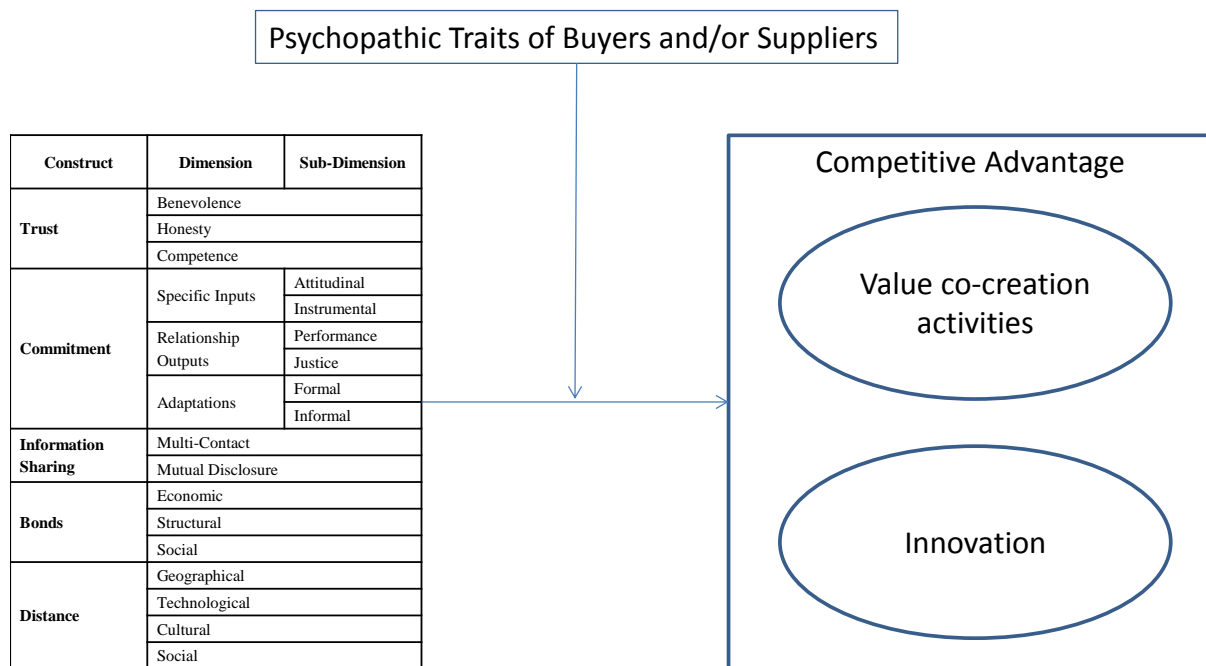 Psychopathic Traits of Buyers and/or Suppliers
Construct Dimension Sub-Dimension
Trust
Benevolence
Honesty
Competence
Commitment
Specific Inputs
Attitudinal
Instrumental
Relationship
Outputs
Performance
Justice
Adaptations
Formal
Informal
Information
Sharing
Multi-Contact
Mutual Disclosure
Bonds
Economic
Structural
Social
Distance
Geographical
Technological
Cultural
Social
Competitive Advantage
Value co-creation
activities
Innovation